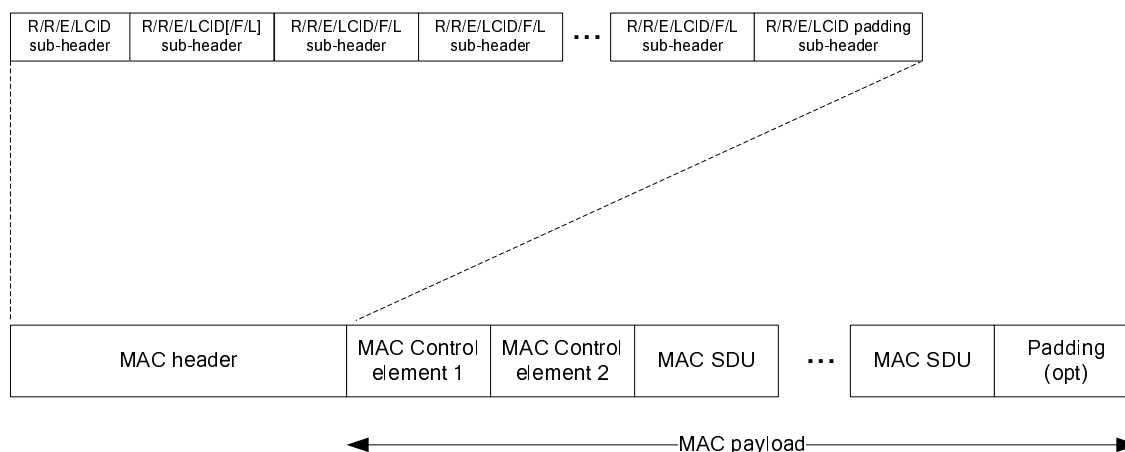 R/R/E/LCID
sub-header
R/R/E/LCID[/F/L]
sub-header
R/R/E/LCID/F/L
sub-header
R/R/E/LCID/F/L
sub-header
...
R/R/E/LCID/F/L
sub-header
R/R/E/LCID padding
sub-header
MAC header
MAC Control
element 1
MAC Control
element 2
MAC SDU
...
MAC SDU
Padding
(opt)
MAC payload